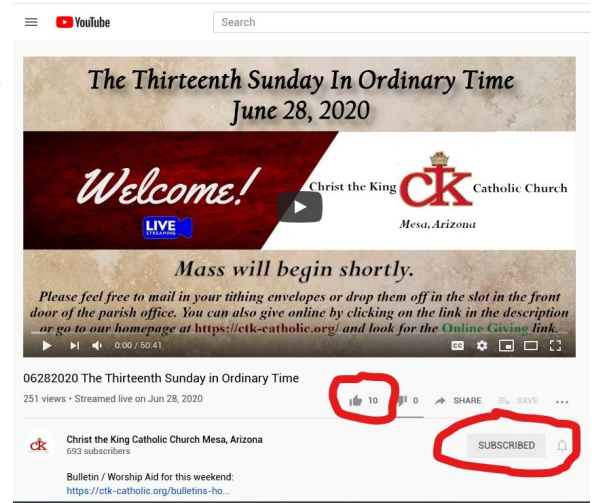 YouTube
Search
The Thirteenth Sunday In Ordinary Time
June 28, 2020
Welcome!
LIVE
STREAMING
Christ the King CTK Catholic Church
Mesa, Arizona
Mass will begin shortly.
Please feel free to mail in your tithing envelopes or drop them off in the slot in the front
door of the parish office. You can also give online by clicking on the link in the description
or go to our homepage at https://ctk-catholic.org/ and look for the Online Giving link.
0:00 / 50:41
CC
06282020 The Thirteenth Sunday in Ordinary Time
251 views • Streamed live on Jun 28, 2020
10
0
SHARE
SAVE
ctk
Christ the King Catholic Church Mesa, Arizona
693 subscribers
SUBSCRIBED
Bulletin / Worship Aid for this weekend:
https://ctk-catholic.org/bulletins-ho...